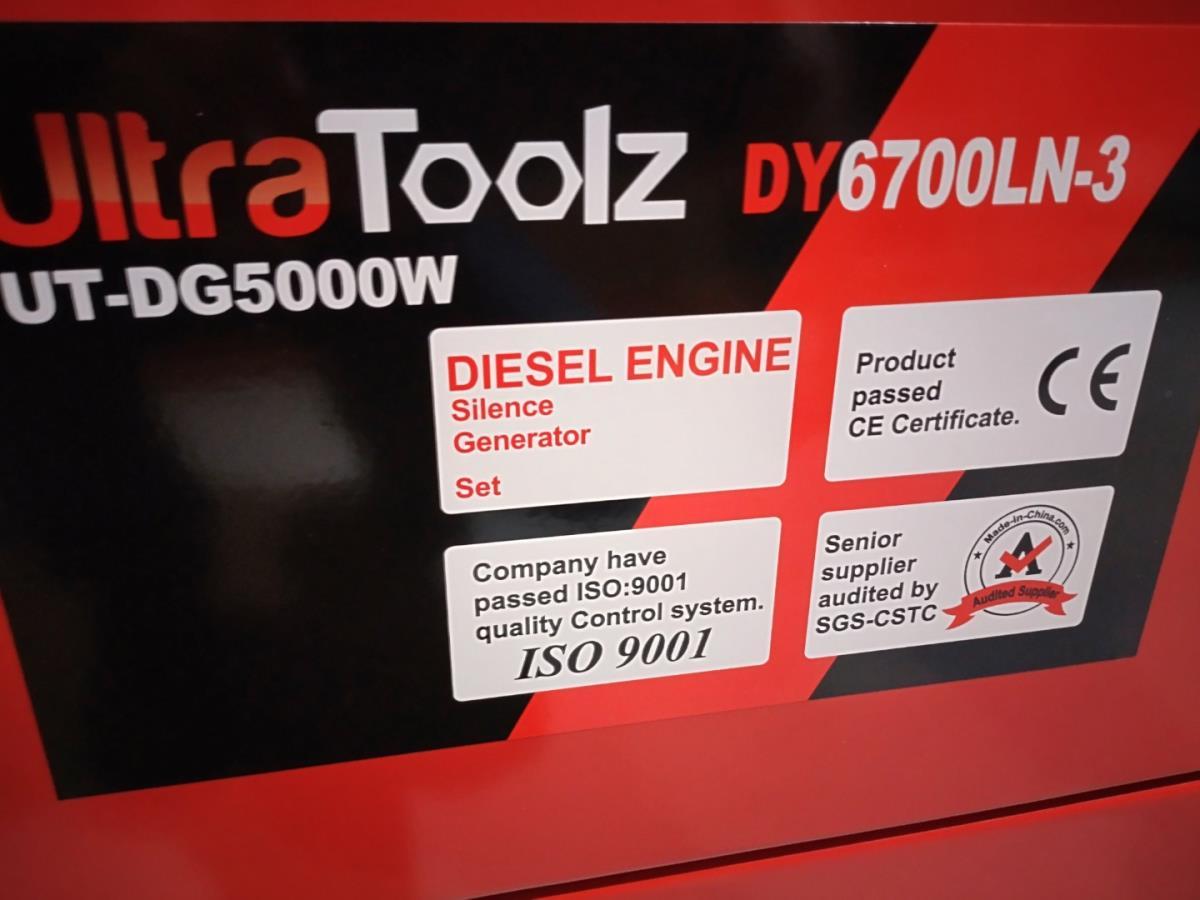 UltraToolz
DY6700LN-3
UT-DG5000W
DIESEL ENGINE
Silence
Generator
Set
Product
passed
CE Certificate.
CE
Company have
passed ISO:9001
quality Control system.
ISO 9001
Senior
supplier
audited by
SGS-CSTC
Made-in-China.com
A
Audited Supplier